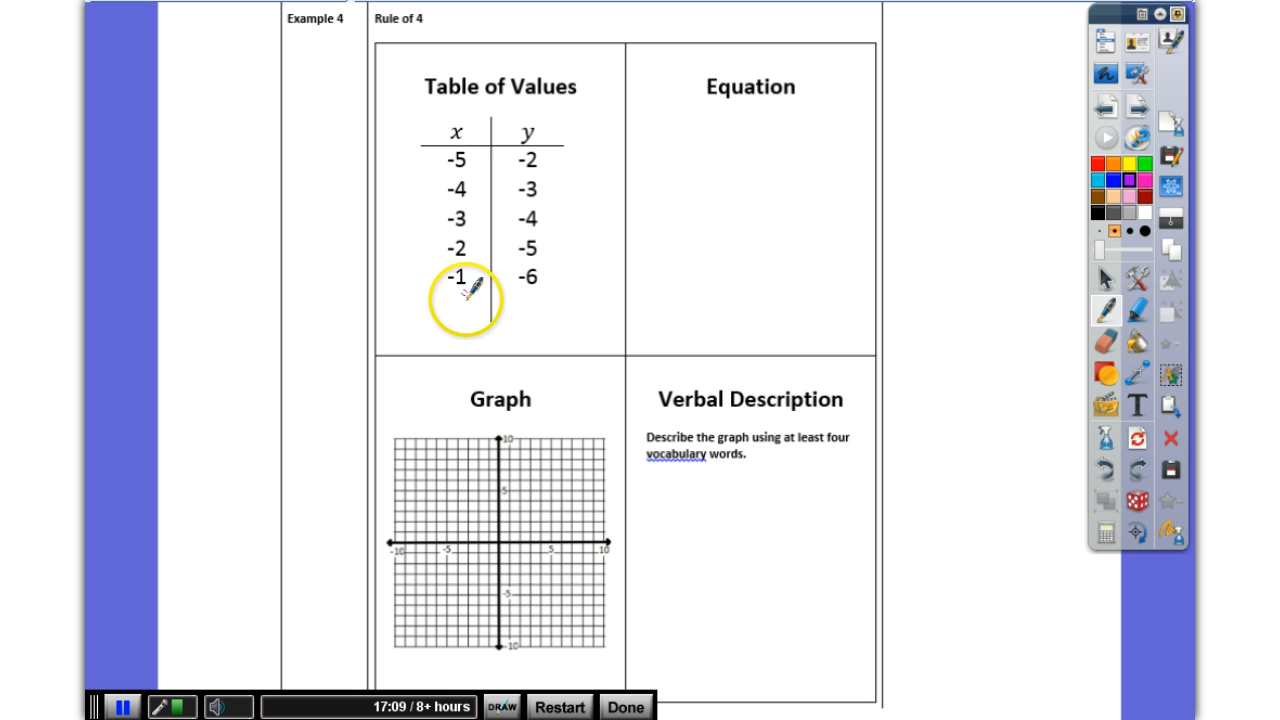 Example 4
Rule of 4
Table of Values
x y
-5 -2
-4 -3
-3 -4
-2 -5
-1 -6
Equation
Graph
10
5
-10 -5 5 10
-5
-10
Verbal Description
Describe the graph using at least four
vocabulary words.
T
17:09 / 8+ hours
DRAW
Restart
Done